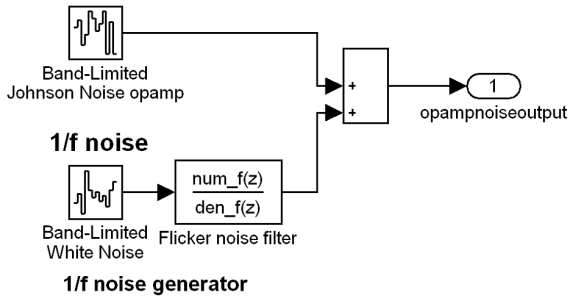 Band-Limited
Johnson Noise opamp
+
+
1
opampnoiseoutput
1/f noise
num_f(z)
den_f(z)
Band-Limited
White Noise
Flicker noise filter
1/f noise generator